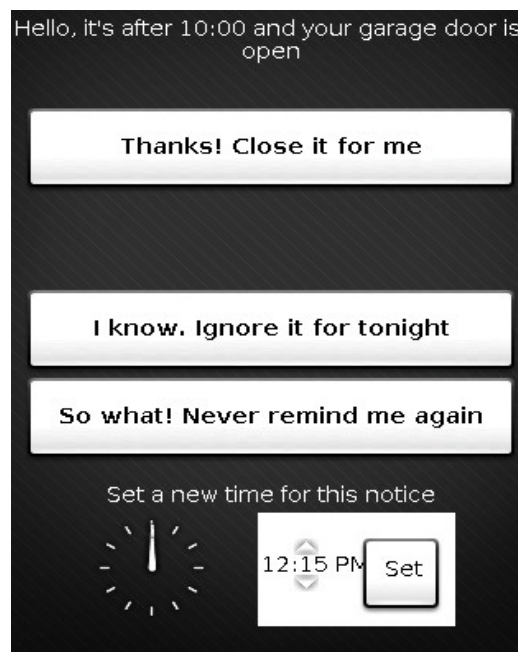 Hello, it's after 10:00 and your garage door is
open
Thanks! Close it for me
I know. Ignore it for tonight
So what! Never remind me again
Set a new time for this notice
12:15 PM
Set